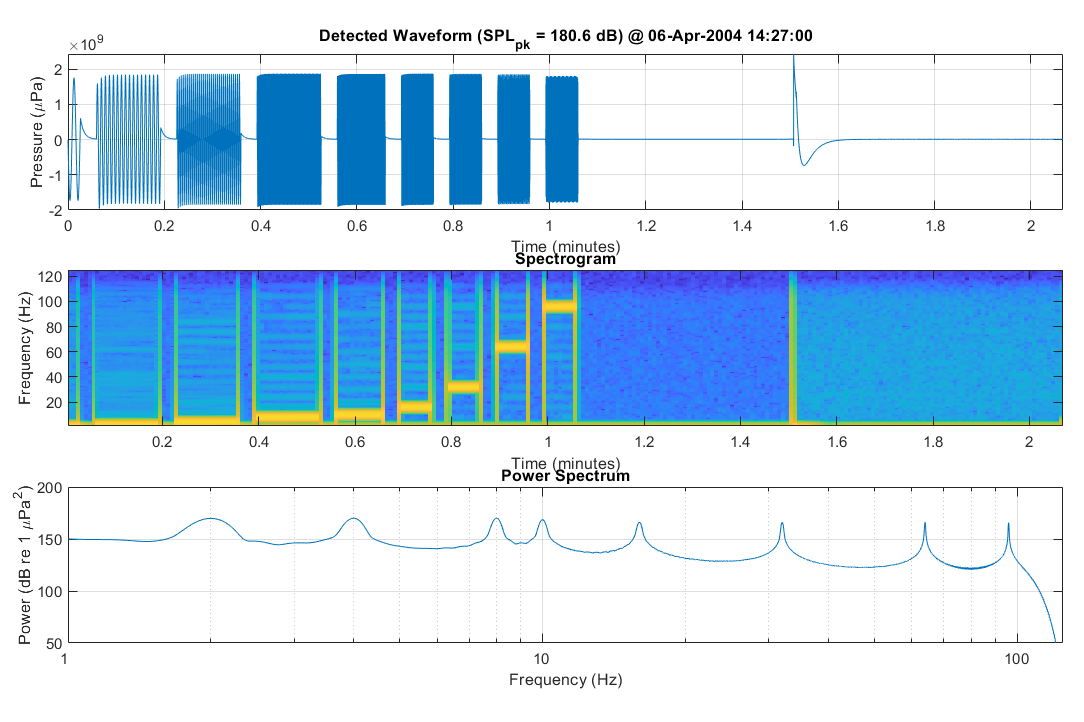 Detected Waveform (SPLpk = 180.6 dB) @ 06-Apr-2004 14:27:00
×10^9
Pressure (μPa)
2
1
0
-1
-2
0 0.2 0.4 0.6 0.8 1 1.2 1.4 1.6 1.8 2
Time (minutes)
Spectrogram
Frequency (Hz)
120
100
80
60
40
20
0.2 0.4 0.6 0.8 1 1.2 1.4 1.6 1.8 2
Time (minutes)
Power Spectrum
Power (dB re 1 μPa²)
200
150
100
50
1 10 100
Frequency (Hz)